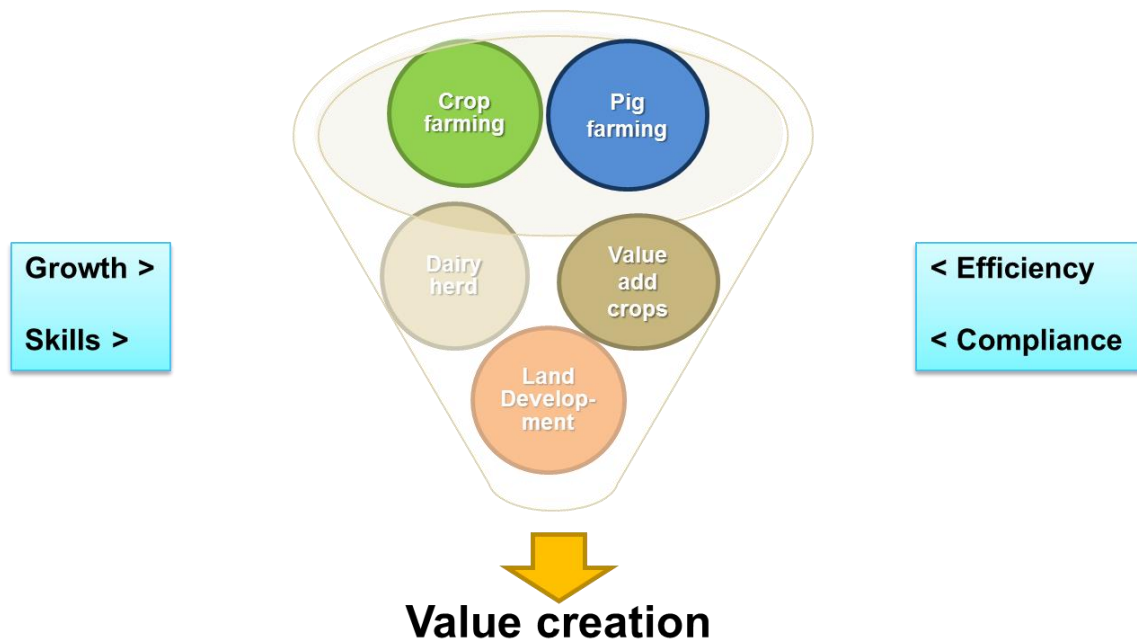 Crop
farming
Pig
farming
Growth >
Skills >
Dairy
herd
Value
add
crops
< Efficiency
< Compliance
Land
Develop-
ment
Value creation